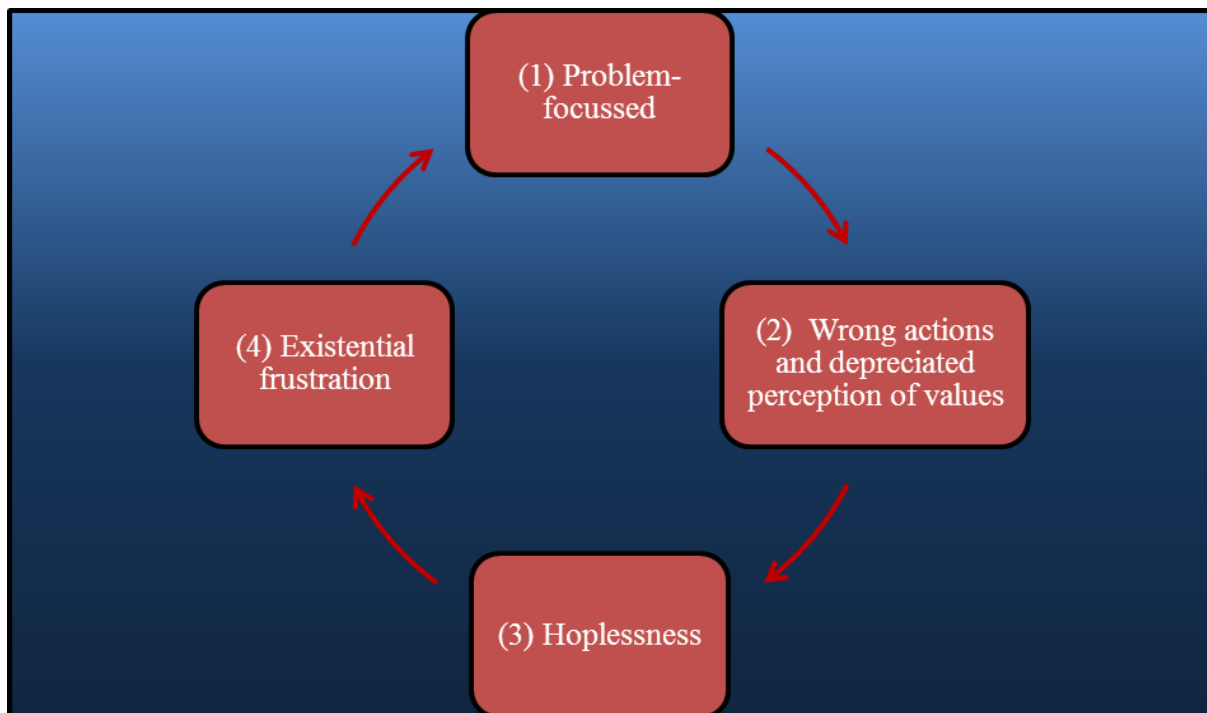 (1) Problem-
focussed
(2) Wrong actions
and depreciated
perception of values
(3) Hoplessness
(4) Existential
frustration